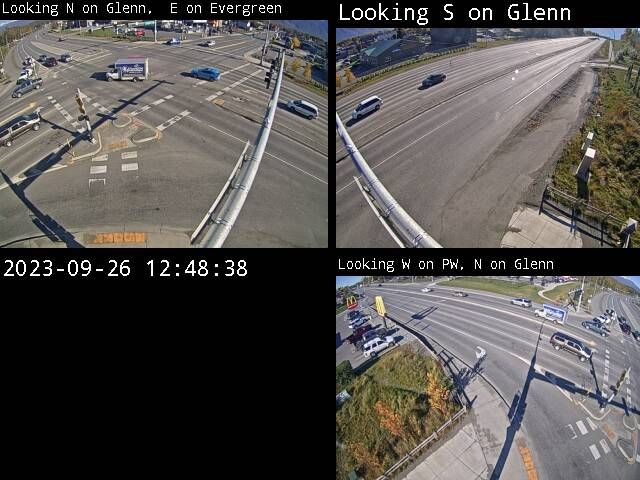 Looking N on Glenn,  E on Evergreen
Looking S on Glenn
2023-09-26 12:48:38
Looking W on PW, N on Glenn